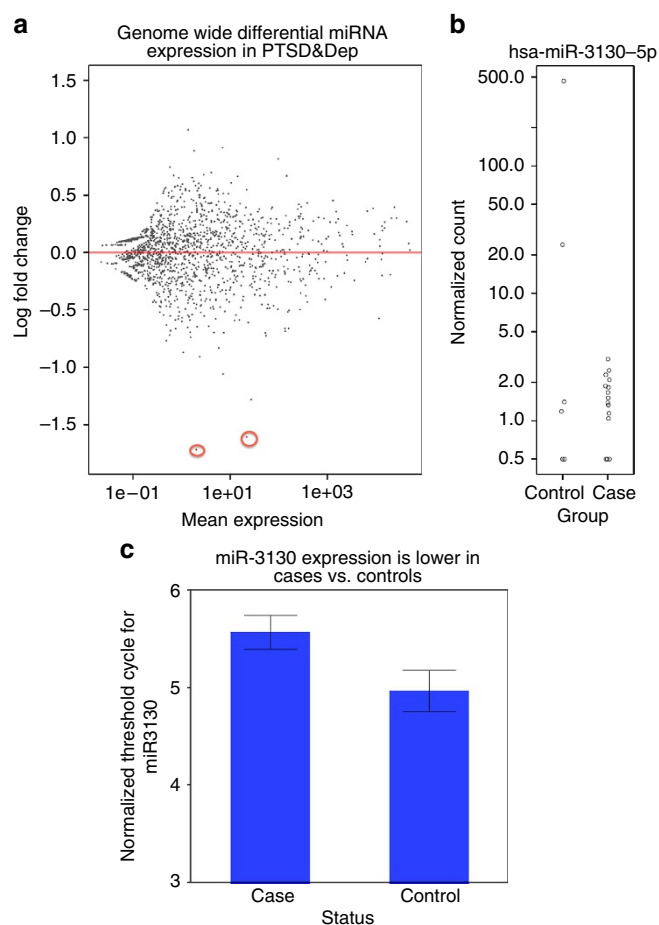 a
Genome wide differential miRNA
expression in PTSD&Dep
1.5
1.0
0.5
0.0
−0.5
−1.0
−1.5
Log fold change
1e−01 1e+01 1e+03
Mean expression
b
hsa-miR-3130–5p
500.0
100.0
50.0
20.0
10.0
5.0
2.0
1.0
0.5
Normalized count
Control Case
Group
c
miR-3130 expression is lower in
cases vs. controls
6
5
4
3
Normalized threshold cycle for
miR3130
Case Control
Status